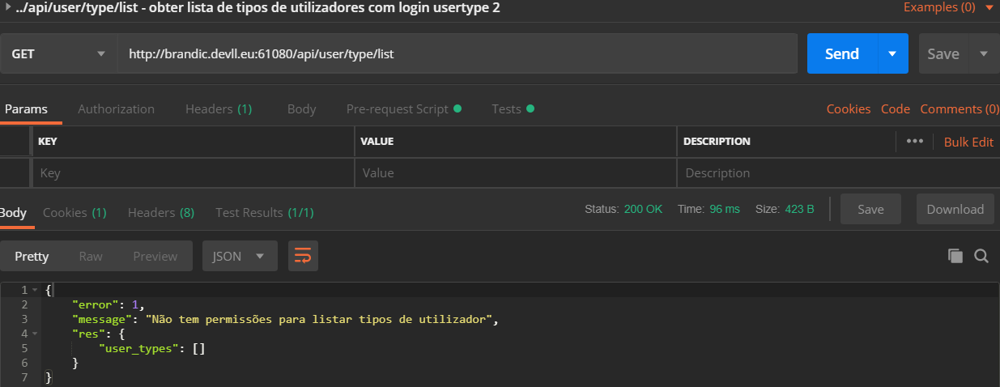 ../api/user/type/list - obter lista de tipos de utilizadores com login usertype 2
Examples (0)
GET
http://brandic.devll.eu:61080/api/user/type/list
Send
Save
Params Authorization Headers (1) Body Pre-request Script Tests
Cookies Code Comments (0)
KEY VALUE DESCRIPTION ••• Bulk Edit
Key Value Description
Body Cookies (1) Headers (8) Test Results (1/1)
Status: 200 OK Time: 96 ms Size: 423 B
Save Download
Pretty Raw Preview JSON
1 {
2 "error": 1,
3 "message": "Não tem permissões para listar tipos de utilizador",
4 "res": {
5 "user_types": []
6 }
7 }